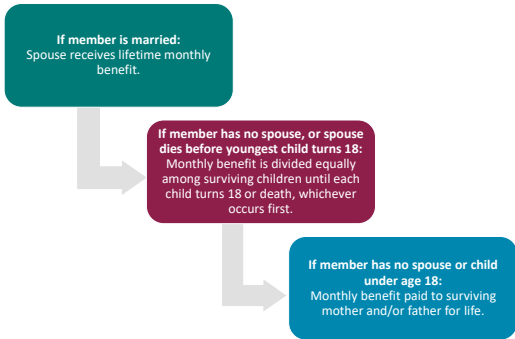 If member is married:
Spouse receives lifetime monthly
benefit.
If member has no spouse, or spouse
dies before youngest child turns 18:
Monthly benefit is divided equally
among surviving children until each
child turns 18 or death, whichever
occurs first.
If member has no spouse or child
under age 18:
Monthly benefit paid to surviving
mother and/or father for life.